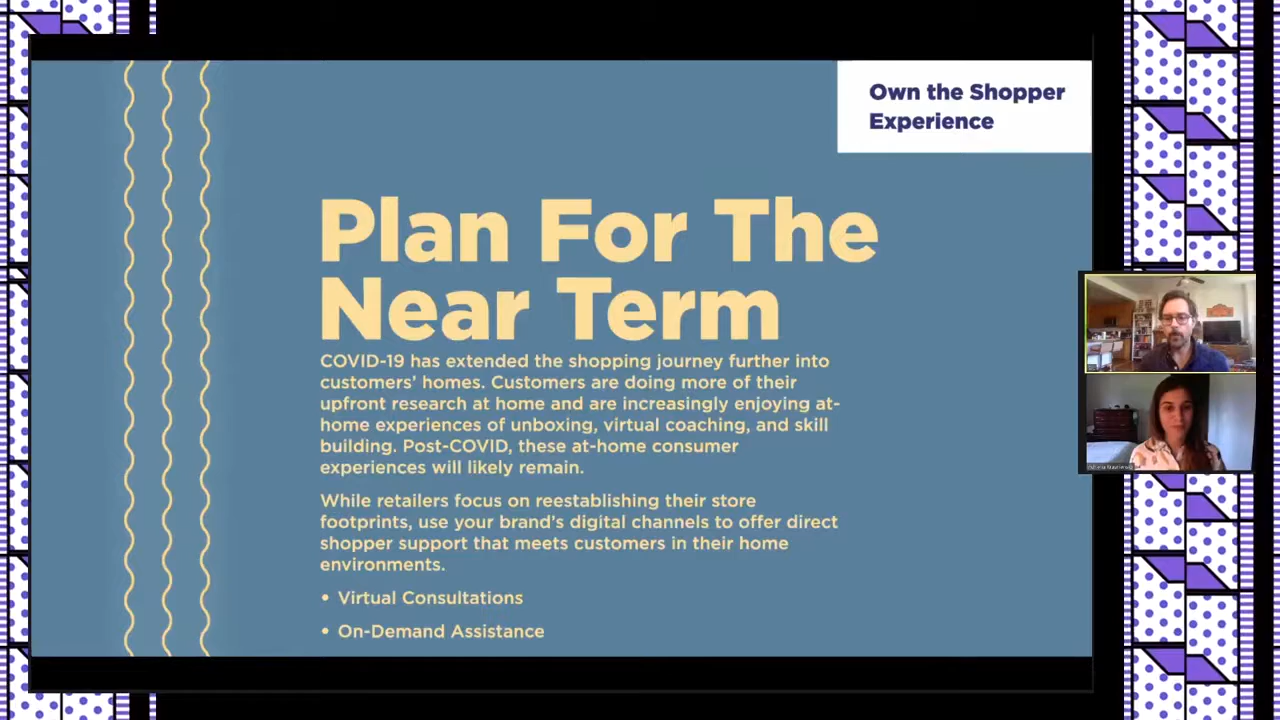 Own the Shopper
Experience
Plan For The
Near Term
COVID-19 has extended the shopping journey further into
customers’ homes. Customers are doing more of their
upfront research at home and are increasingly enjoying at-
home experiences of unboxing, virtual coaching, and skill
building. Post-COVID, these at-home consumer
experiences will likely remain.
While retailers focus on reestablishing their store
footprints, use your brand’s digital channels to offer direct
shopper support that meets customers in their home
environments.
• Virtual Consultations
• On-Demand Assistance